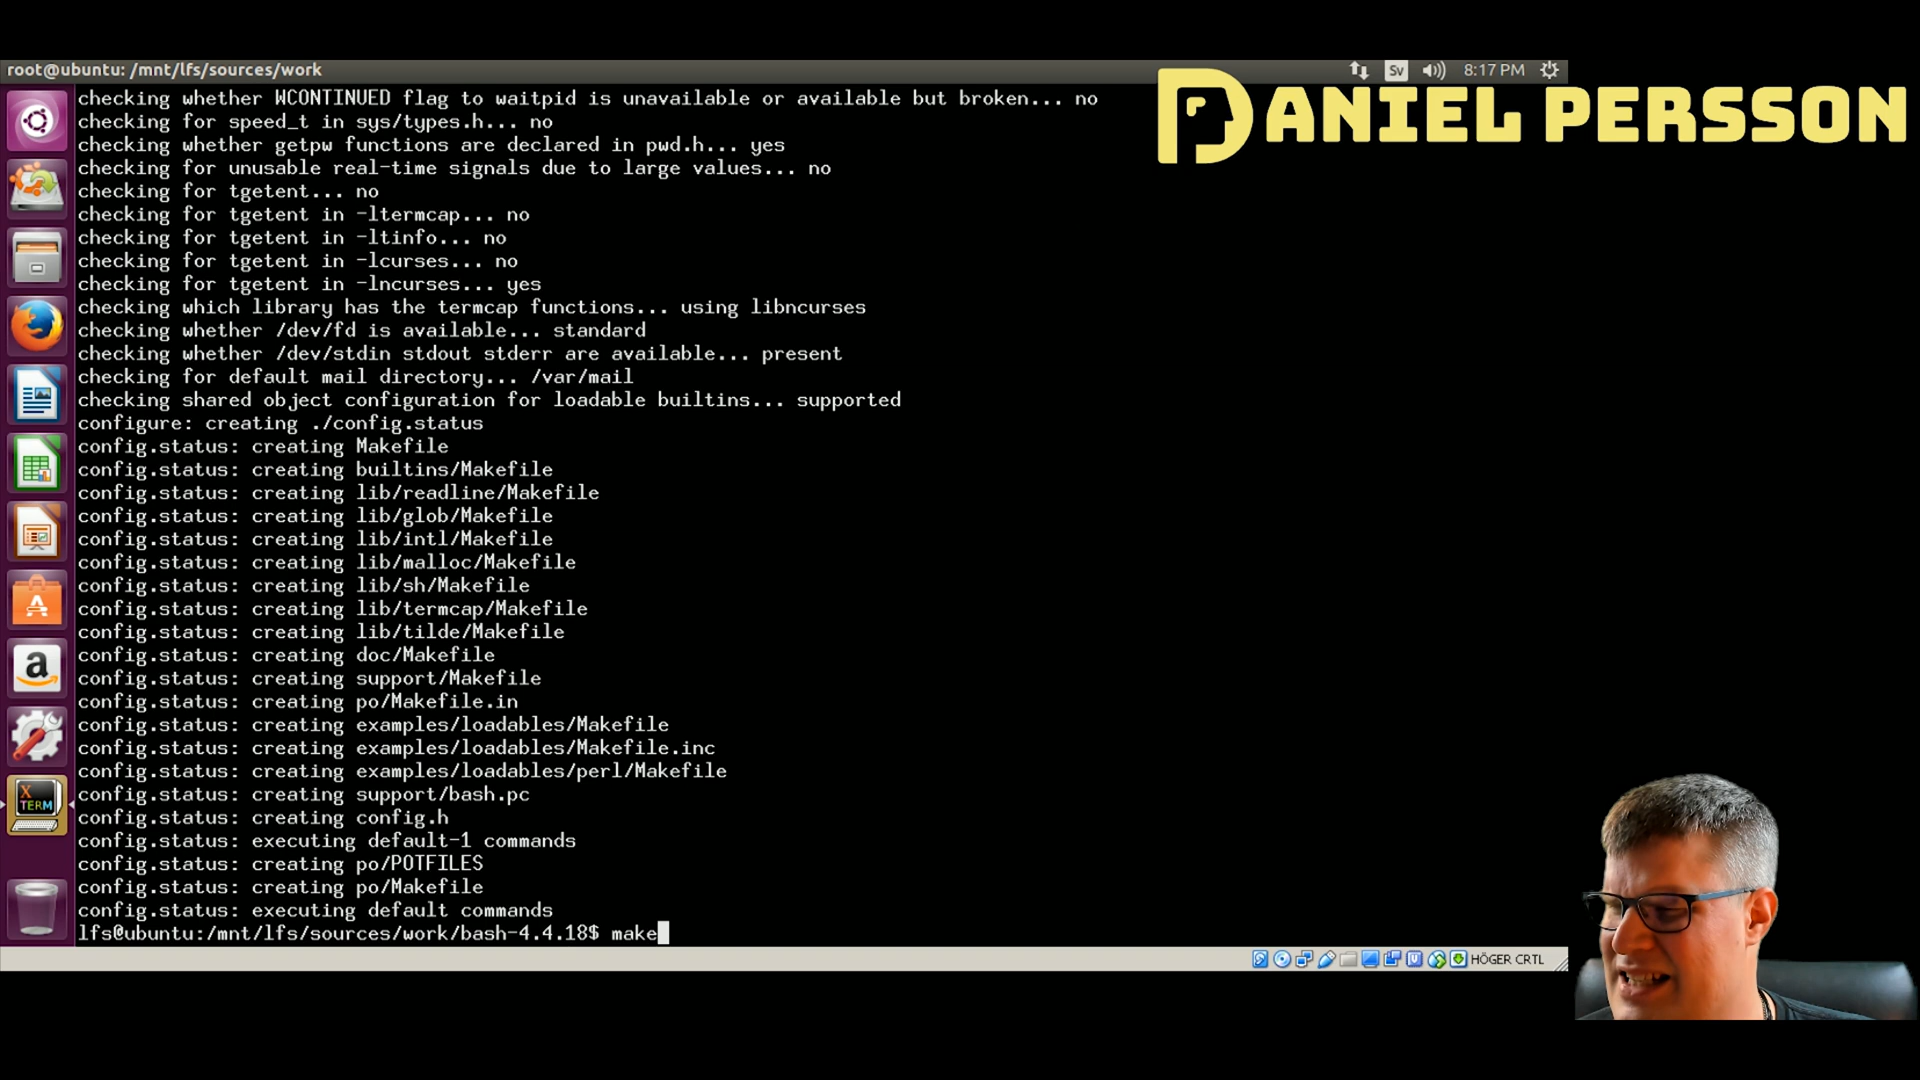 root@ubuntu: /mnt/lfs/sources/work
Sv
8:17 PM
DANIEL PERSSON
checking whether WCONTINUED flag to waitpid is unavailable or available but broken... no
checking for speed_t in sys/types.h... no
checking whether getpw functions are declared in pwd.h... yes
checking for unusable real-time signals due to large values... no
checking for tgetent... no
checking for tgetent in -ltermcap... no
checking for tgetent in -ltinfo... no
checking for tgetent in -lcurses... no
checking for tgetent in -lncurses... yes
checking which library has the termcap functions... using libncurses
checking whether /dev/fd is available... standard
checking whether /dev/stdin stdout stderr are available... present
checking for default mail directory... /var/mail
checking shared object configuration for loadable builtins... supported
configure: creating ./config.status
config.status: creating Makefile
config.status: creating builtins/Makefile
config.status: creating lib/readline/Makefile
config.status: creating lib/glob/Makefile
config.status: creating lib/intl/Makefile
config.status: creating lib/malloc/Makefile
config.status: creating lib/sh/Makefile
config.status: creating lib/termcap/Makefile
config.status: creating lib/tilde/Makefile
config.status: creating doc/Makefile
config.status: creating support/Makefile
config.status: creating po/Makefile.in
config.status: creating examples/loadables/Makefile
config.status: creating examples/loadables/Makefile.inc
config.status: creating examples/loadables/perl/Makefile
config.status: creating support/bash.pc
config.status: creating config.h
config.status: executing default-1 commands
config.status: creating po/POTFILES
config.status: creating po/Makefile
config.status: executing default commands
lfs@ubuntu:/mnt/lfs/sources/work/bash-4.4.18$ make
A
a
X
TERM
HÖGER CRTL